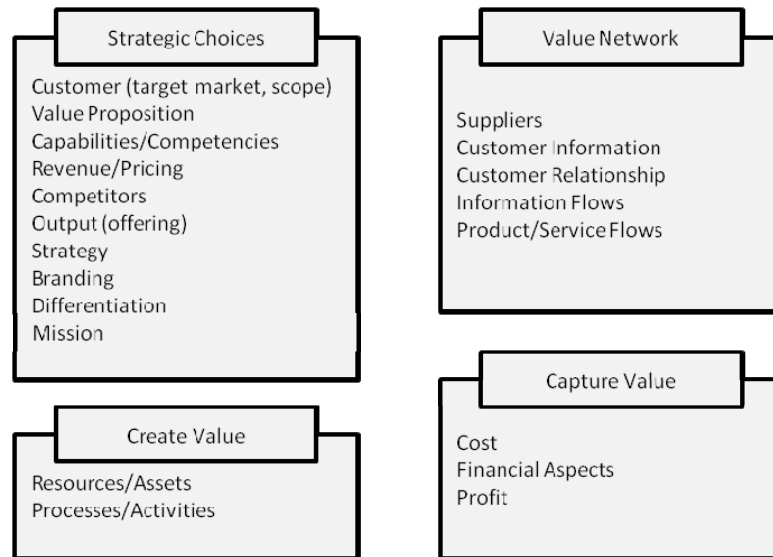 Strategic Choices
Customer (target market, scope)
Value Proposition
Capabilities/Competencies
Revenue/Pricing
Competitors
Output (offering)
Strategy
Branding
Differentiation
Mission
Value Network
Suppliers
Customer Information
Customer Relationship
Information Flows
Product/Service Flows
Create Value
Resources/Assets
Processes/Activities
Capture Value
Cost
Financial Aspects
Profit